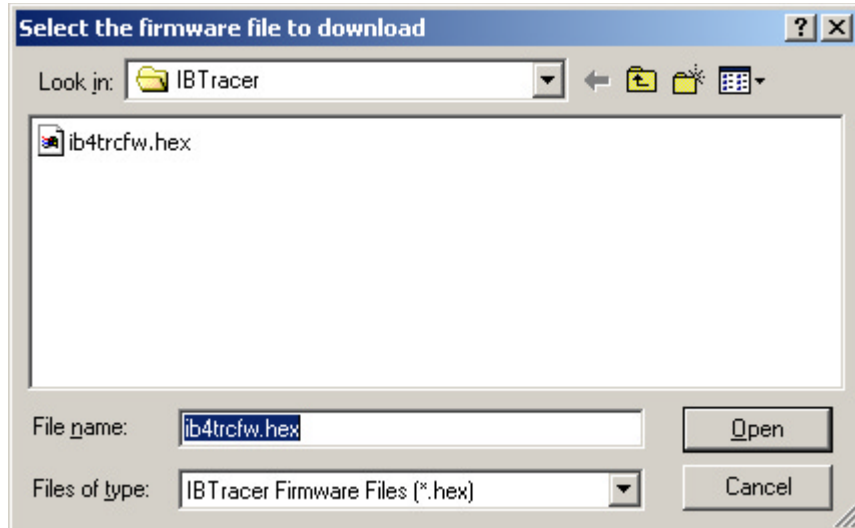 Select the firmware file to download
Look in: IBTracer
ib4trcfw.hex
File name: ib4trcfw.hex Open
Files of type: IBTracer Firmware Files (*.hex) Cancel